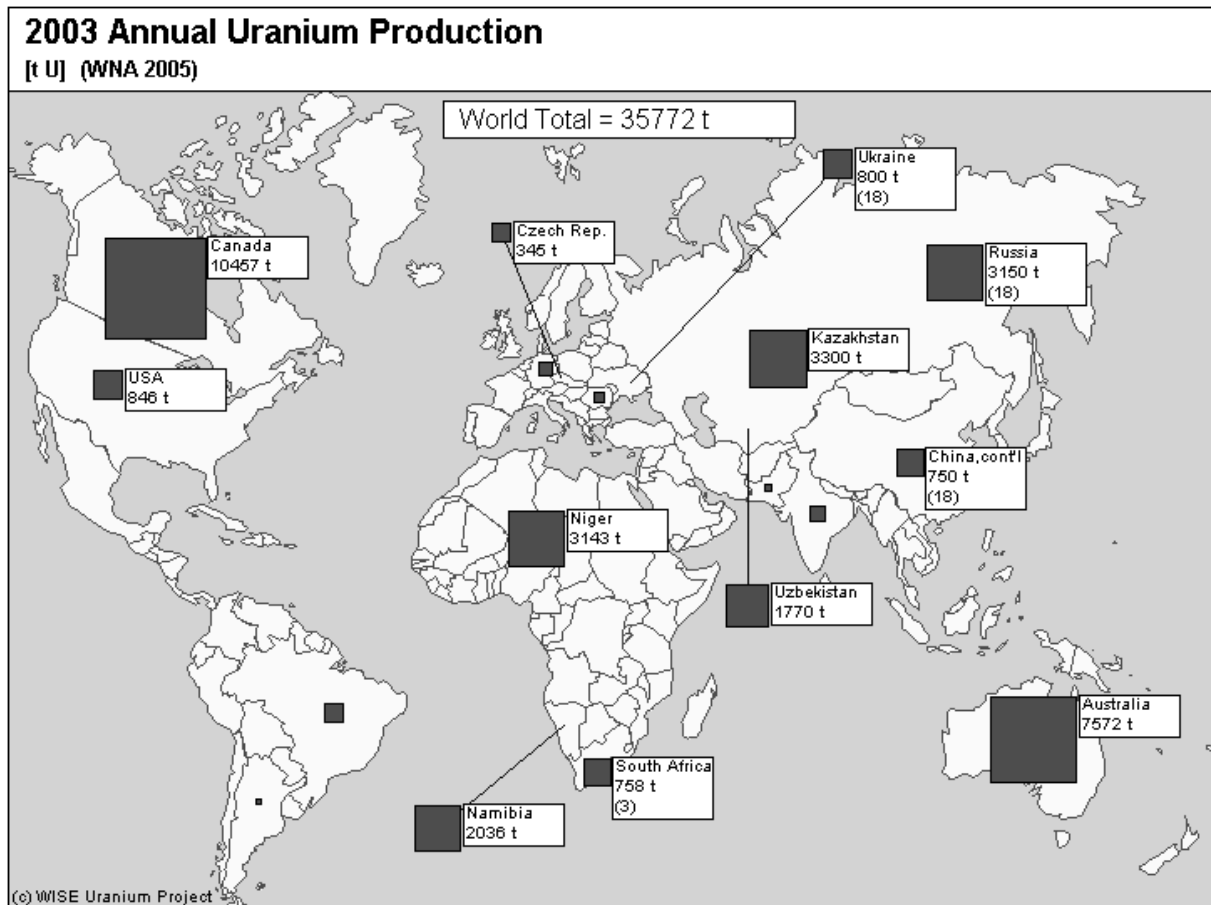 2003 Annual Uranium Production
[t U] (WNA 2005)
World Total = 35772 t
Ukraine
800 t
(18)
Czech Rep.
345 t
Canada
10457 t
Russia
3150 t
(18)
Kazakhstan
3300 t
USA
846 t
China,cont'l
750 t
(18)
Niger
3143 t
Uzbekistan
1770 t
Australia
7572 t
South Africa
758 t
(3)
Namibia
2036 t
(c) WISE Uranium Project